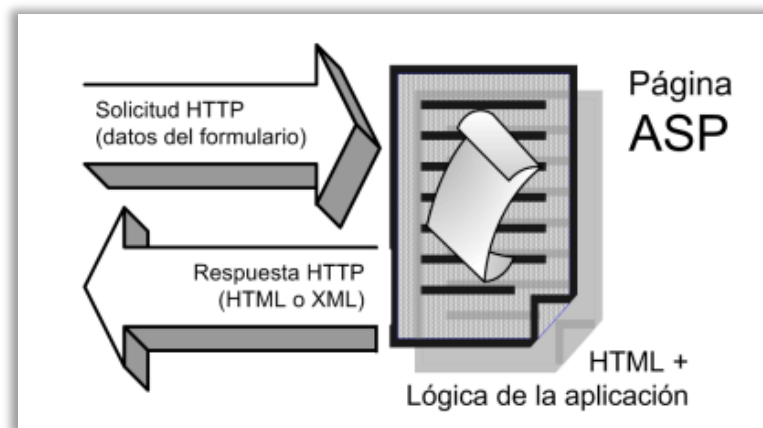 Solicitud HTTP
(datos del formulario)
Respuesta HTTP
(HTML o XML)
Página
ASP
HTML +
Lógica de la aplicación